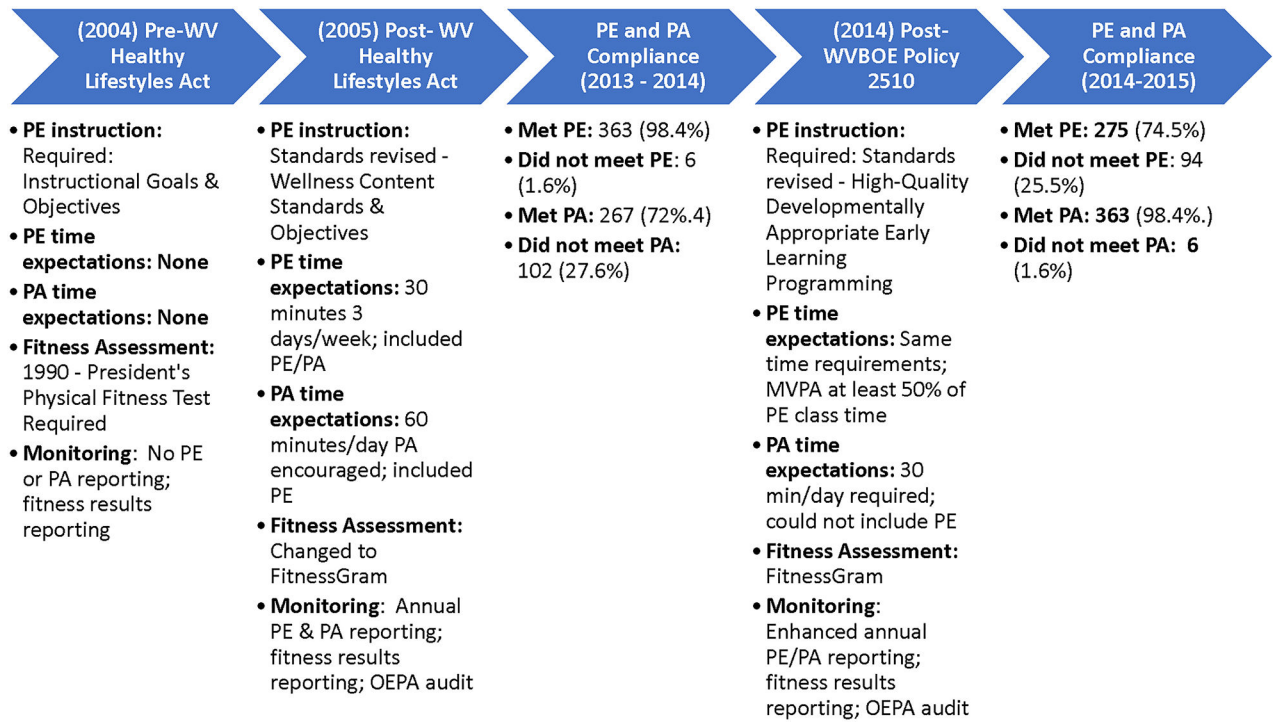 (2004) Pre-WV
Healthy
Lifestyles Act
• PE instruction:
Required:
Instructional Goals &
Objectives
• PE time
expectations: None
• PA time
expectations: None
• Fitness Assessment:
1990 - President's
Physical Fitness Test
Required
• Monitoring:  No PE
or PA reporting;
fitness results
reporting
(2005) Post- WV
Healthy
Lifestyles Act
• PE instruction:
Standards revised -
Wellness Content
Standards &
Objectives
• PE time
expectations: 30
minutes 3
days/week; included
PE/PA
• PA time
expectations: 60
minutes/day PA
encouraged; included
PE
• Fitness Assessment:
Changed to
FitnessGram
• Monitoring:  Annual
PE & PA reporting;
fitness results
reporting; OEPA audit
PE and PA
Compliance
(2013 - 2014)
• Met PE: 363 (98.4%)
• Did not meet PE: 6
(1.6%)
• Met PA: 267 (72%.4)
• Did not meet PA:
102 (27.6%)
(2014) Post-
WVBOE Policy
2510
• PE instruction:
Required: Standards
revised - High-Quality
Developmentally
Appropriate Early
Learning
Programming
• PE time
expectations: Same
time requirements;
MVPA at least 50% of
PE class time
• PA time
expectations: 30
min/day required;
could not include PE
• Fitness Assessment:
FitnessGram
• Monitoring:
Enhanced annual
PE/PA reporting;
fitness results
reporting; OEPA audit
PE and PA
Compliance
(2014-2015)
• Met PE: 275 (74.5%)
• Did not meet PE: 94
(25.5%)
• Met PA: 363 (98.4%.)
• Did not meet PA:  6
(1.6%)